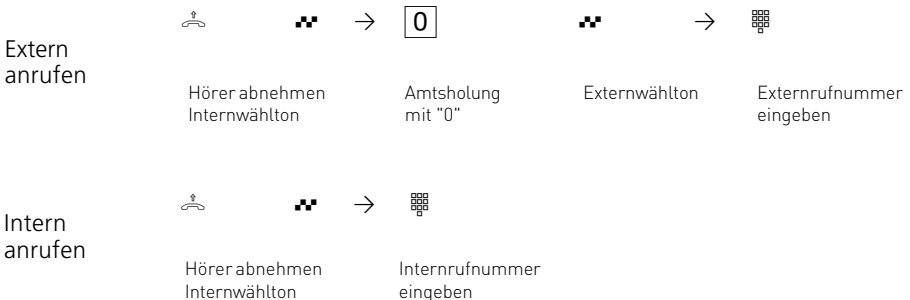 Extern
anrufen
0
Hörer abnehmen
Internwählton
Amtsholung
mit "0"
Externwählton
Externrufnummer
eingeben
Intern
anrufen
Hörer abnehmen
Internwählton
Internrufnummer
eingeben